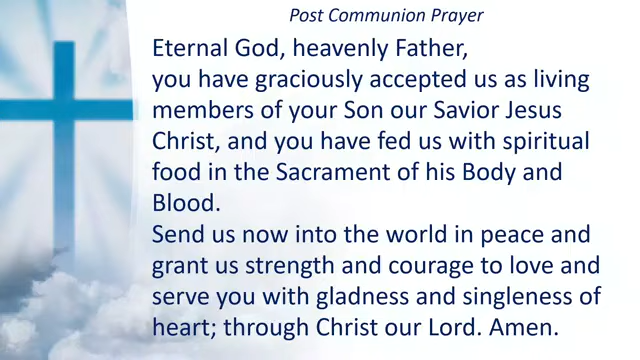 Post Communion Prayer
Eternal God, heavenly Father,
you have graciously accepted us as living
members of your Son our Savior Jesus
Christ, and you have fed us with spiritual
food in the Sacrament of his Body and
Blood.
Send us now into the world in peace and
grant us strength and courage to love and
serve you with gladness and singleness of
heart; through Christ our Lord. Amen.